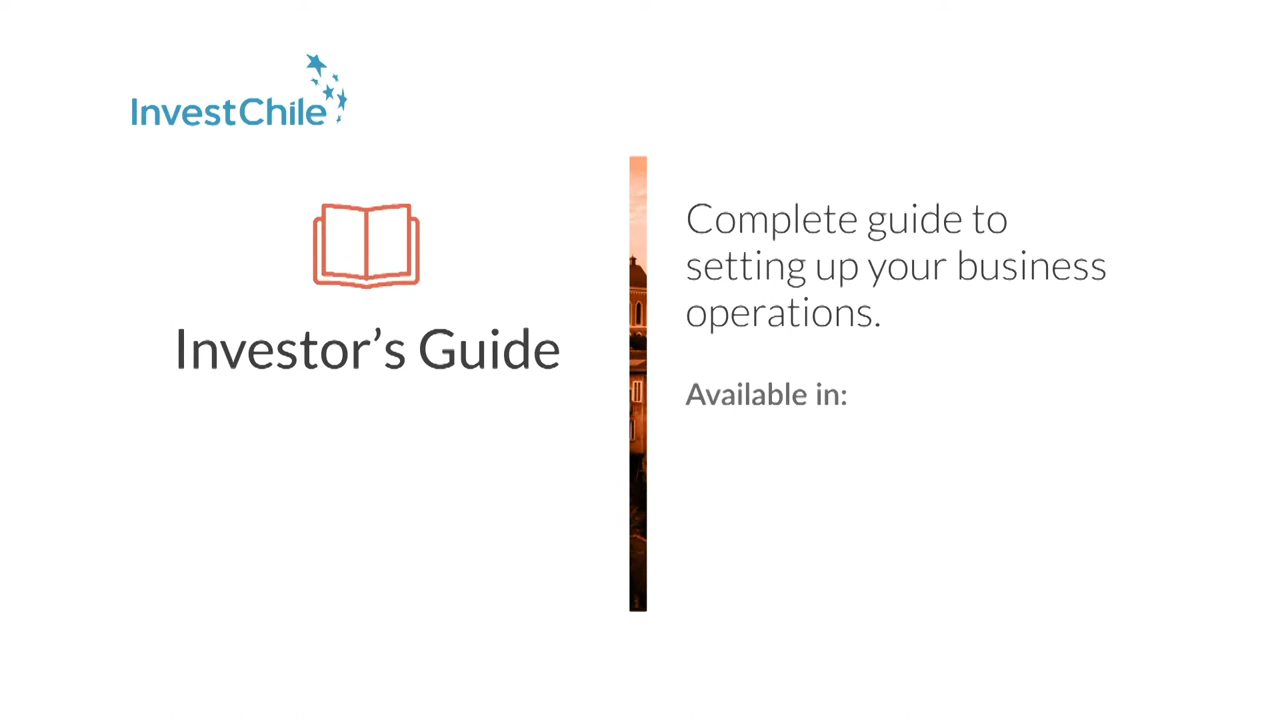 InvestChile
Investor’s Guide
Complete guide to
setting up your business
operations.
Available in: